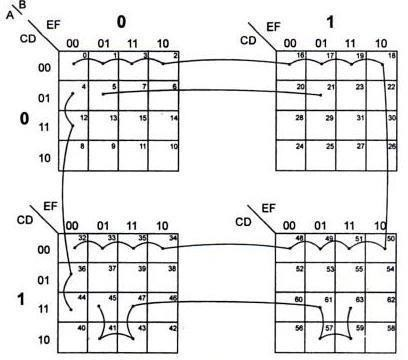 B
A
0 1
EF EF
CD CD
00 01 11 10 00 01 11 10
00 0 1 3 2 16 17 19 18
01 4 5 7 6 20 21 23 22
0
11 12 13 15 14 28 29 31 30
10 8 9 11 10 24 25 27 26
EF EF
CD CD
00 01 11 10 00 01 11 10
00 32 33 35 34 00 48 49 51 50
01 36 37 39 38 01 52 53 55 54
1
11 44 45 47 46 11 60 61 63 62
10 40 41 43 42 10 56 57 59 58